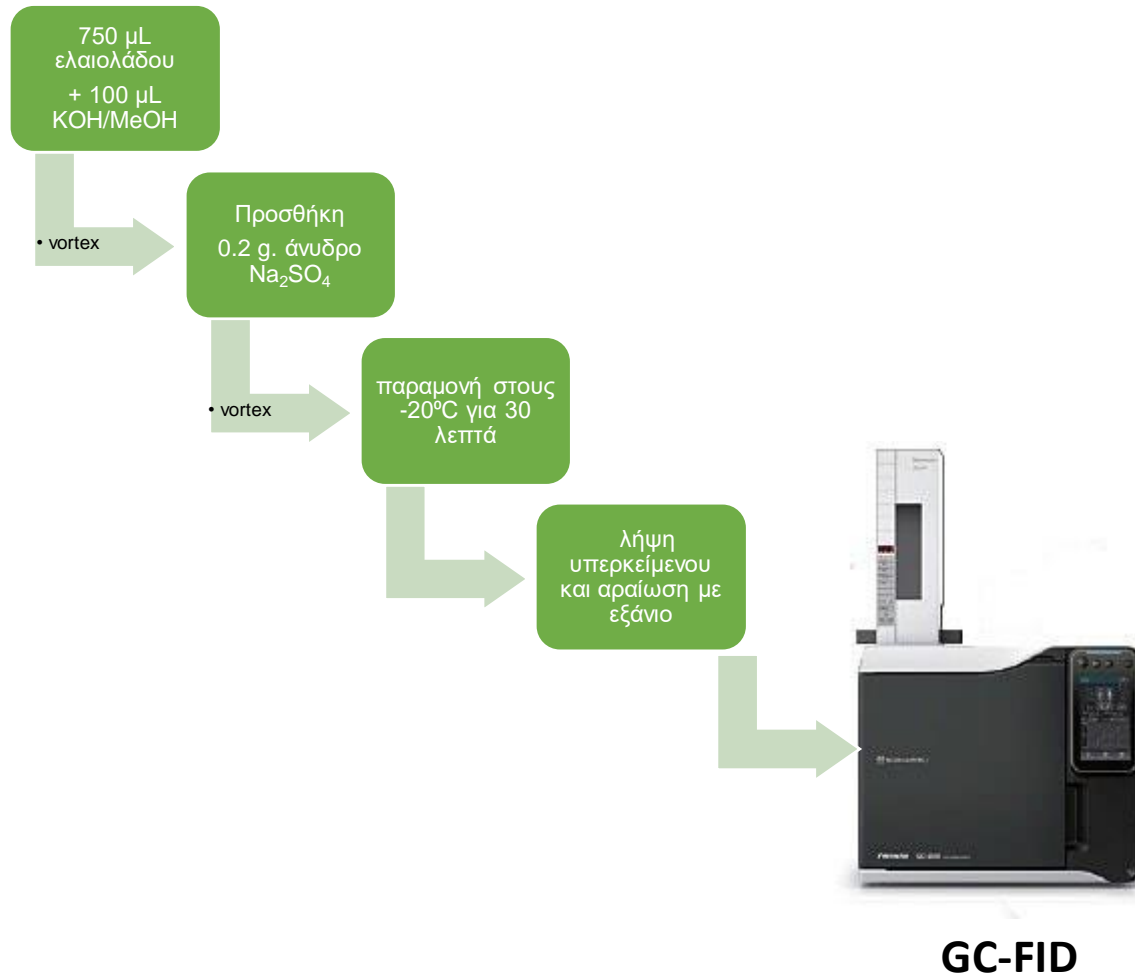 750 µL
ελαιολάδου
+ 100 µL
KOH/MeOH
• vortex
Προσθήκη
0.2 g. άνυδρο
Na₂SO₄
• vortex
παραμονή στους
-20ºC για 30
λεπτά
λήψη
υπερκείμενου
και αραίωση με
εξάνιο
GC-FID